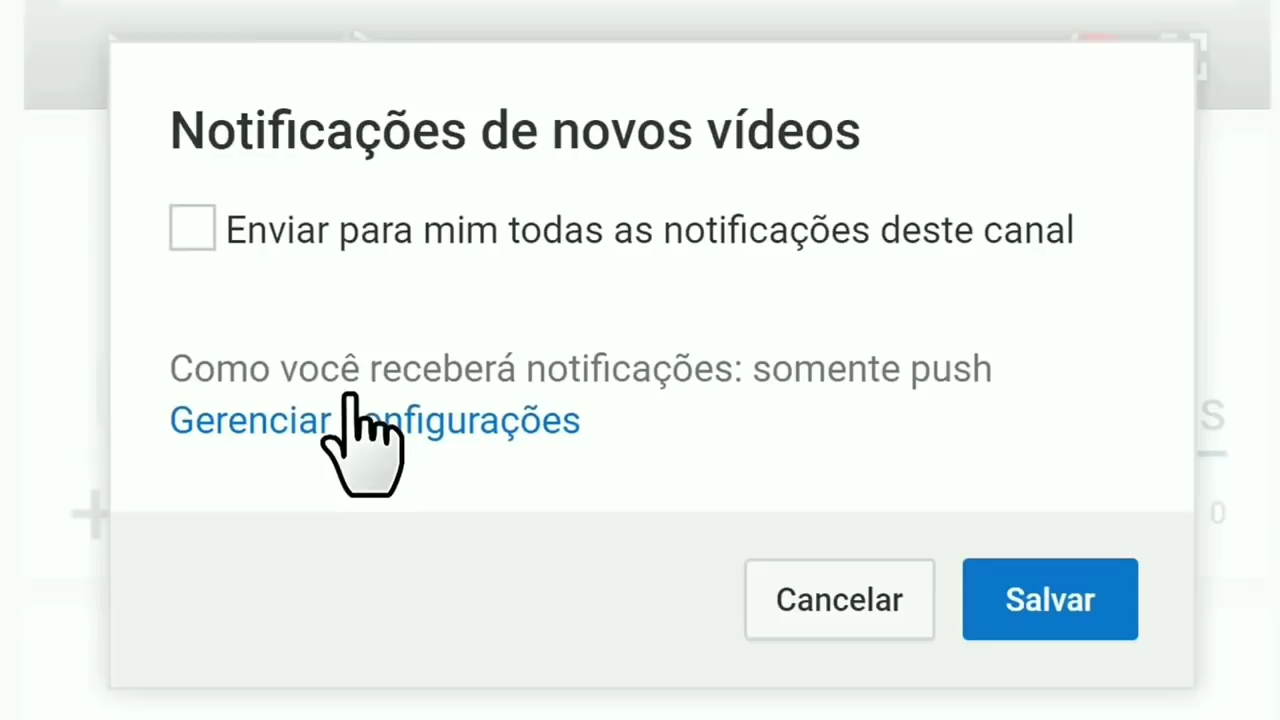 Notificações de novos vídeos
Enviar para mim todas as notificações deste canal
Como você receberá notificações: somente push
Gerenciar configurações
S
0
Cancelar
Salvar